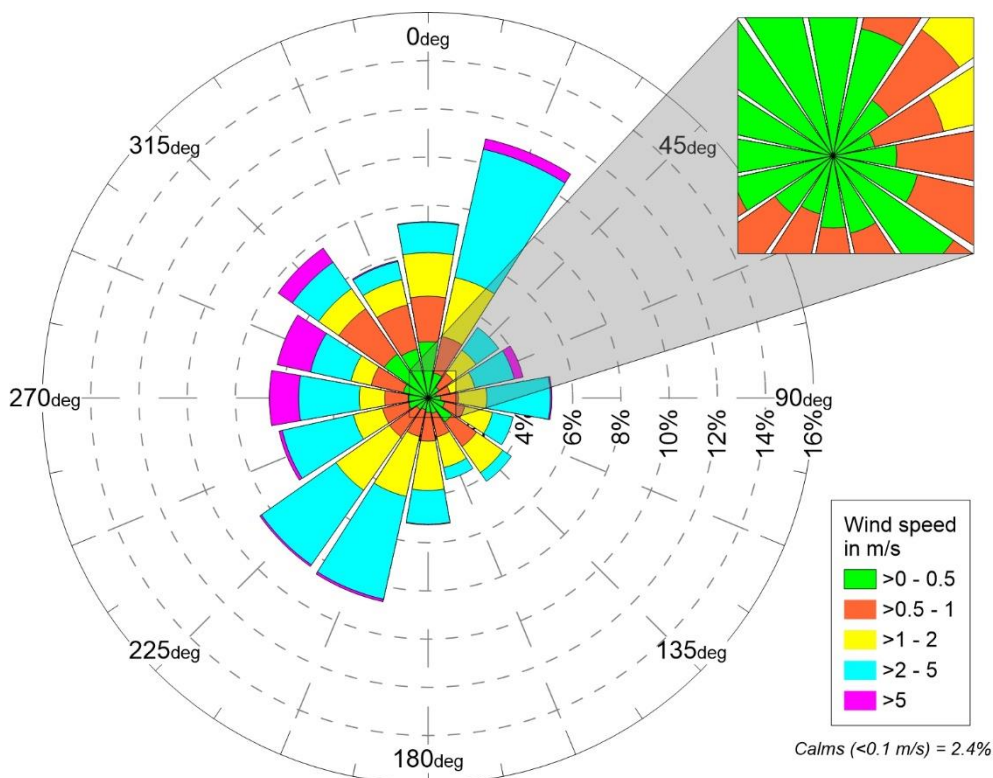 0deg
315deg
45deg
270deg
90deg
4%
6%
8%
10%
12%
14%
16%
225deg
135deg
180deg
Wind speed
in m/s
>0 - 0.5
>0.5 - 1
>1 - 2
>2 - 5
>5
Calms (<0.1 m/s) = 2.4%